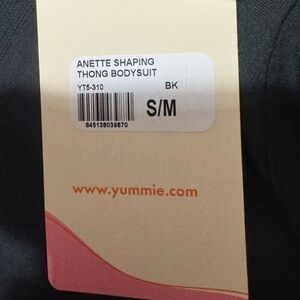 ANETTE SHAPING
THONG BODYSUIT
YT5-310 BK
S/M
845138039870
www.yummie.com